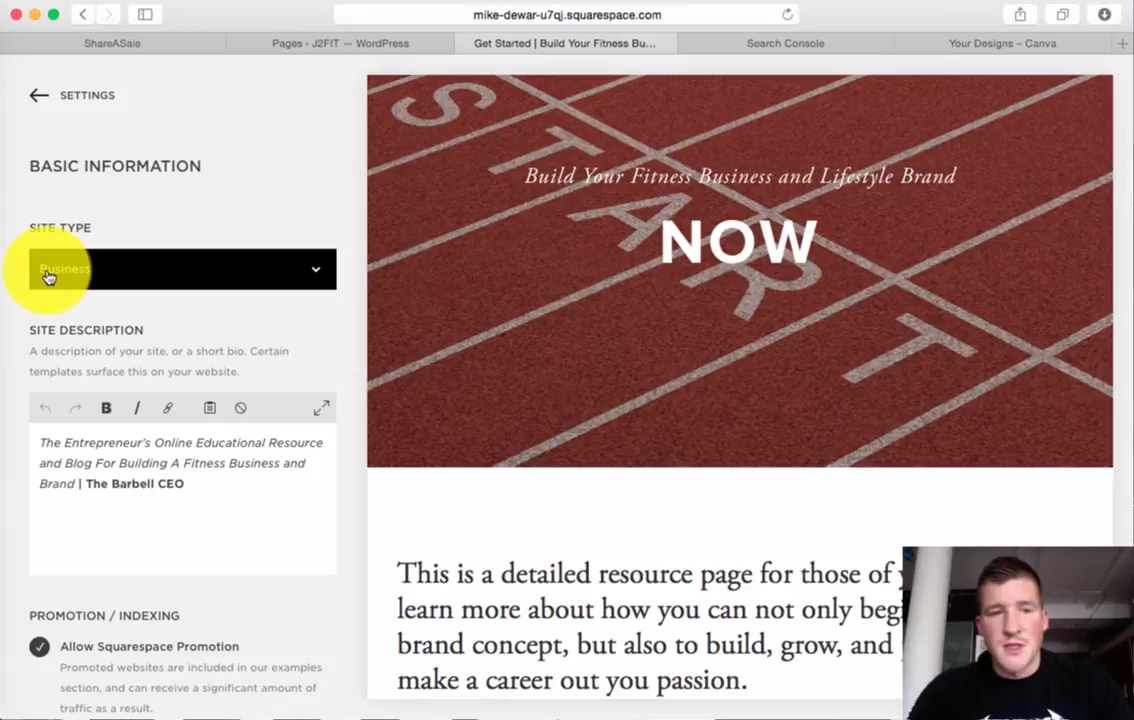 mike-dewar-u7qj.squarespace.com
ShareASale
Pages ‹ J2FIT — WordPress
Get Started | Build Your Fitness Bu...
Search Console
Your Designs – Canva
SETTINGS
BASIC INFORMATION
SITE TYPE
Business
SITE DESCRIPTION
A description of your site, or a short bio. Certain
templates surface this on your website.
B I
The Entrepreneur's Online Educational Resource
and Blog For Building A Fitness Business and
Brand | The Barbell CEO
PROMOTION / INDEXING
Allow Squarespace Promotion
Promoted websites are included in our examples
section, and can receive a significant amount of
traffic as a result.
START
Build Your Fitness Business and Lifestyle Brand
NOW
This is a detailed resource page for those of
learn more about how you can not only begi
brand concept, but also to build, grow, and
make a career out you passion.